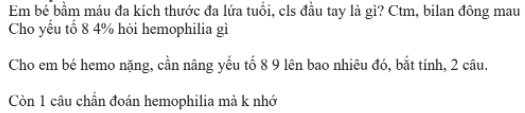 Em bé bầm máu đa kích thước đa lứa tuổi, cls đầu tay là gì? Ctm, bilan đông mau
Cho yếu tố 8 4% hỏi hemophilia gì
Cho em bé hemo nặng, cần nâng yếu tố 8 9 lên bao nhiêu đó, bắt tính, 2 câu.
Còn 1 câu chẩn đoán hemophilia mà k nhớ